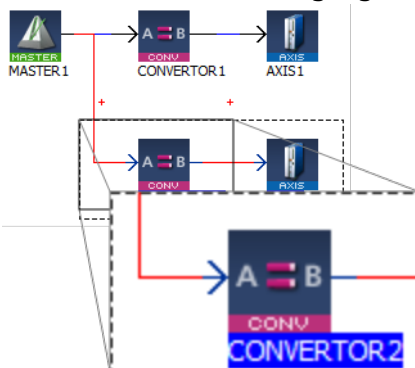 A B
MASTER CONV AXIS
MASTER1 CONVERTOR1 AXIS1
A B
CONV AXIS
A B
CONV
CONVERTOR2